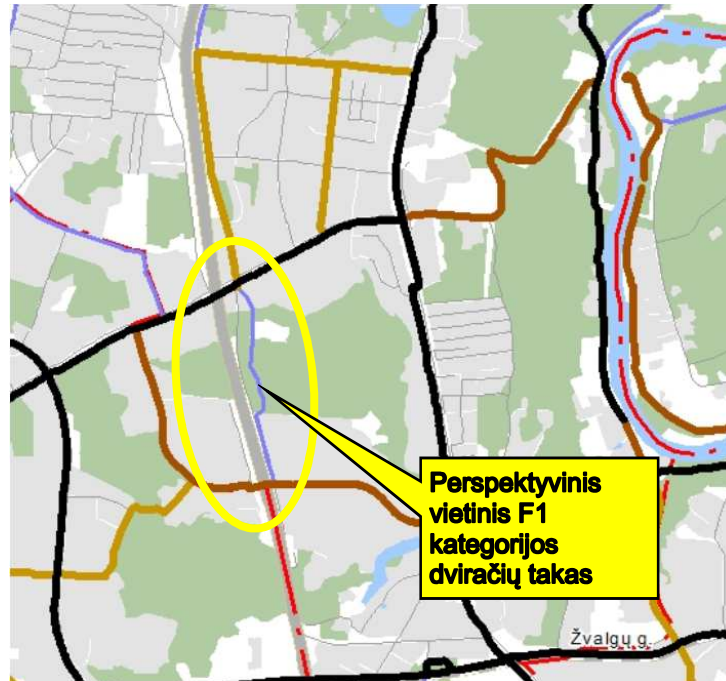 Perspektyvinis
vietinis F1
kategorijos
dviračių takas
Žvalgų g.